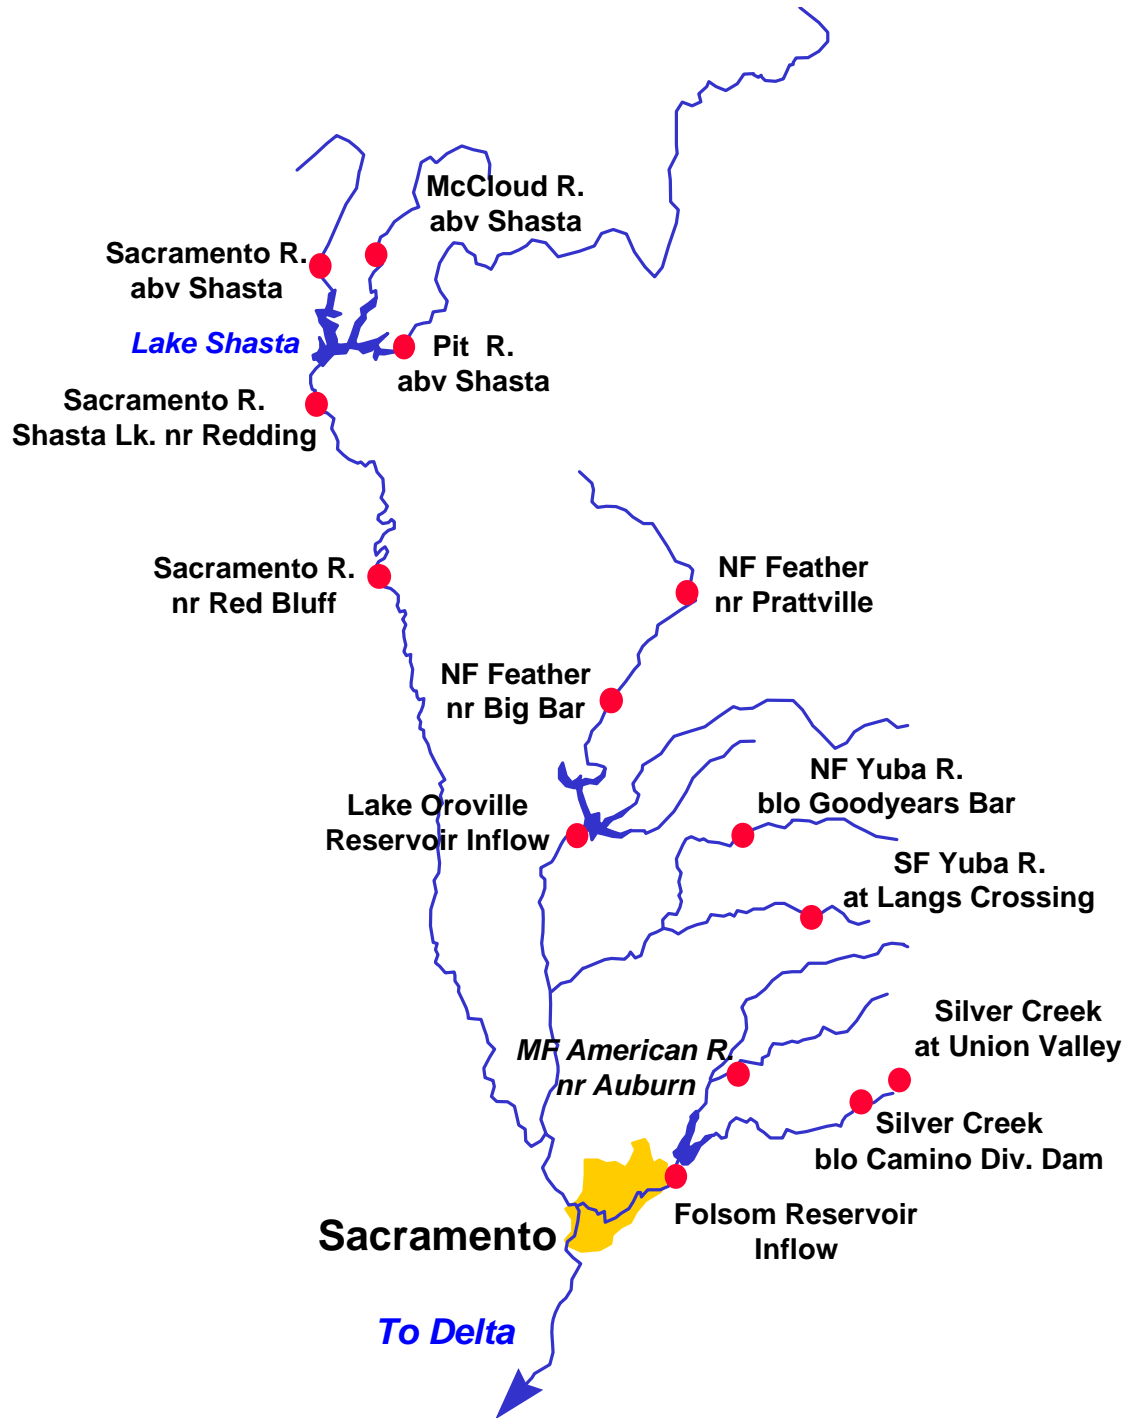 McCloud R.
abv Shasta
Sacramento R.
abv Shasta
Lake Shasta
Pit  R.
abv Shasta
Sacramento R.
Shasta Lk. nr Redding
Sacramento R.
nr Red Bluff
NF Feather
nr Prattville
NF Feather
nr Big Bar
NF Yuba R.
blo Goodyears Bar
Lake Oroville
Reservoir Inflow
SF Yuba R.
at Langs Crossing
Silver Creek
at Union Valley
MF American R.
nr Auburn
Silver Creek
blo Camino Div. Dam
Folsom Reservoir
Inflow
Sacramento
To Delta